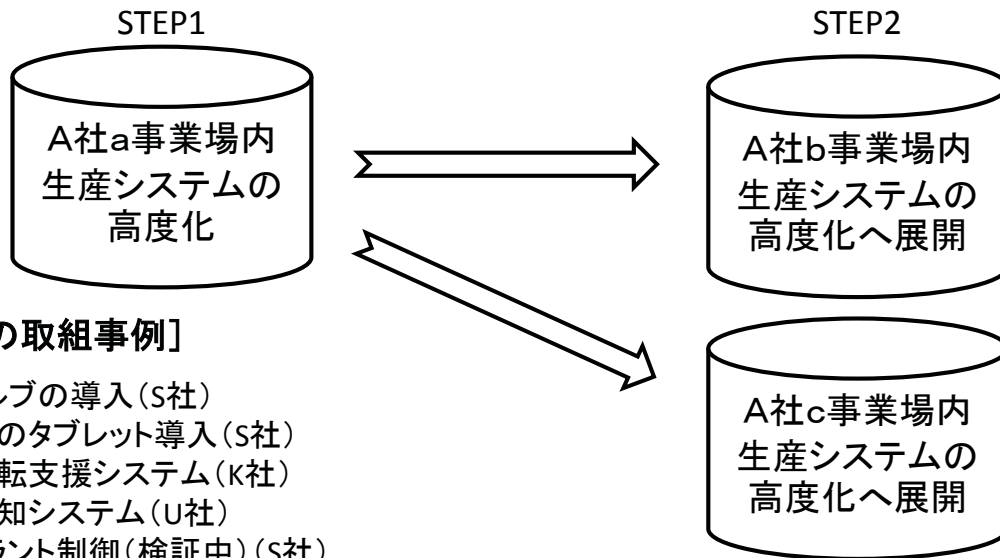 STEP1
STEP2
A社a事業場内
生産システムの
高度化
A社b事業場内
生産システムの
高度化へ展開
の取組事例]
ルブの導入(S社)
のタブレット導入(S社)
転支援システム(K社)
知システム(U社)
ラント制御(検証中)(S社)
A社c事業場内
生産システムの
高度化へ展開